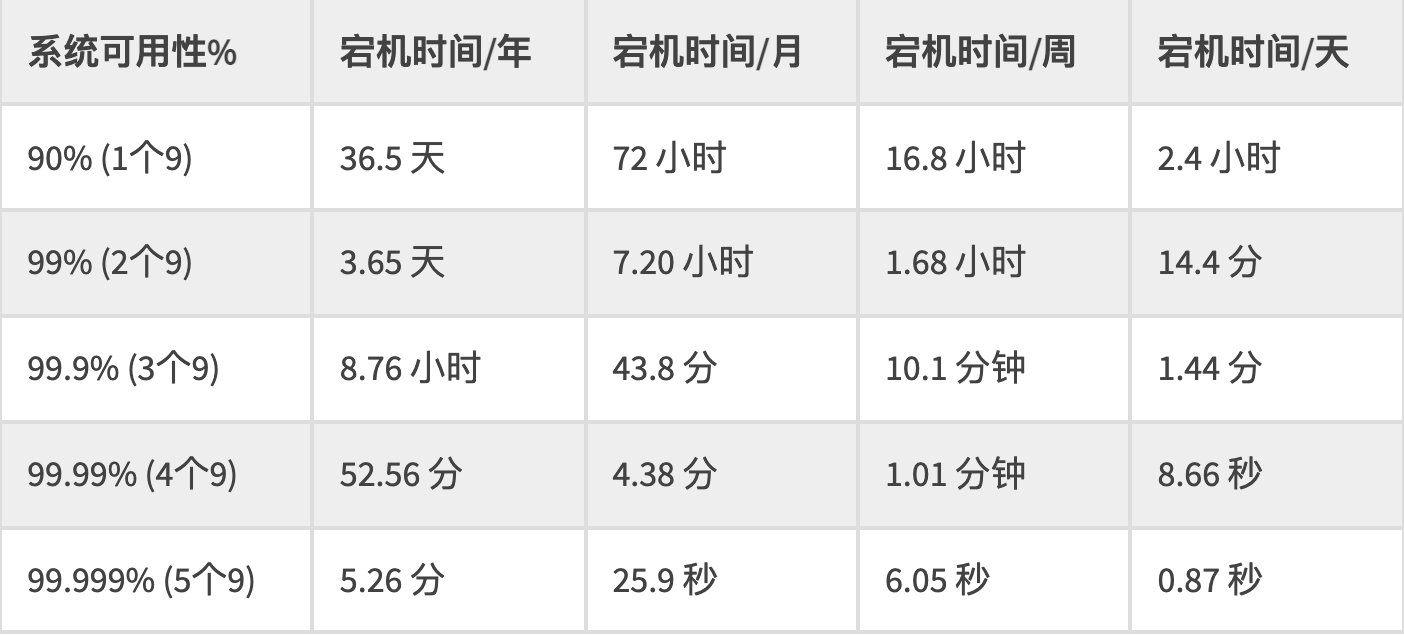 系统可用性% 宕机时间/年 宕机时间/月 宕机时间/周 宕机时间/天
90% (1个9) 36.5 天 72 小时 16.8 小时 2.4 小时
99% (2个9) 3.65 天 7.20 小时 1.68 小时 14.4 分
99.9% (3个9) 8.76 小时 43.8 分 10.1 分钟 1.44 分
99.99% (4个9) 52.56 分 4.38 分 1.01 分钟 8.66 秒
99.999% (5个9) 5.26 分 25.9 秒 6.05 秒 0.87 秒